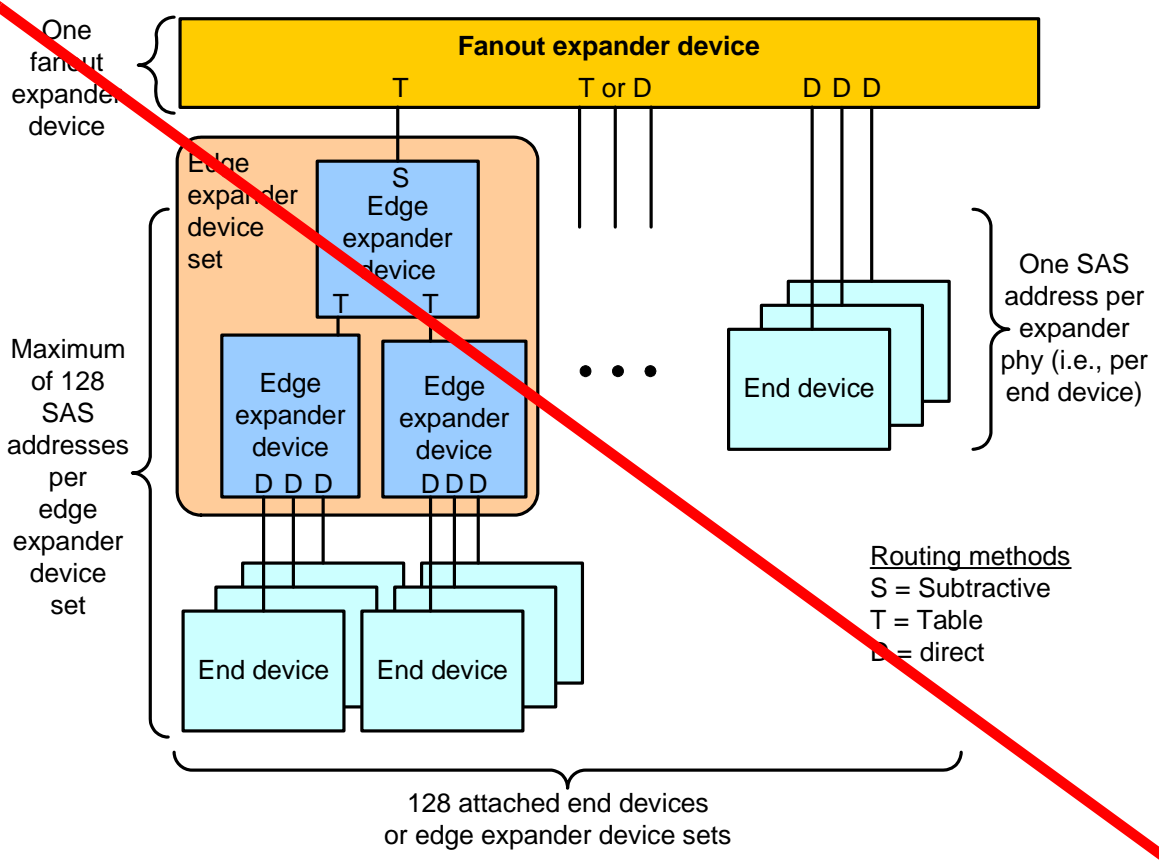 One
fanout
expander
device
Fanout expander device
T
T or D
D D D
Edge
expander
device
set
S
Edge
expander
device
T
T
Edge
expander
device
D D D
Edge
expander
device
D D D
End device
End device
Maximum
of 128
SAS
addresses
per
edge
expander
device
set
• • •
End device
One SAS
address per
expander
phy (i.e., per
end device)
Routing methods
S = Subtractive
T = Table
D = direct
128 attached end devices
or edge expander device sets